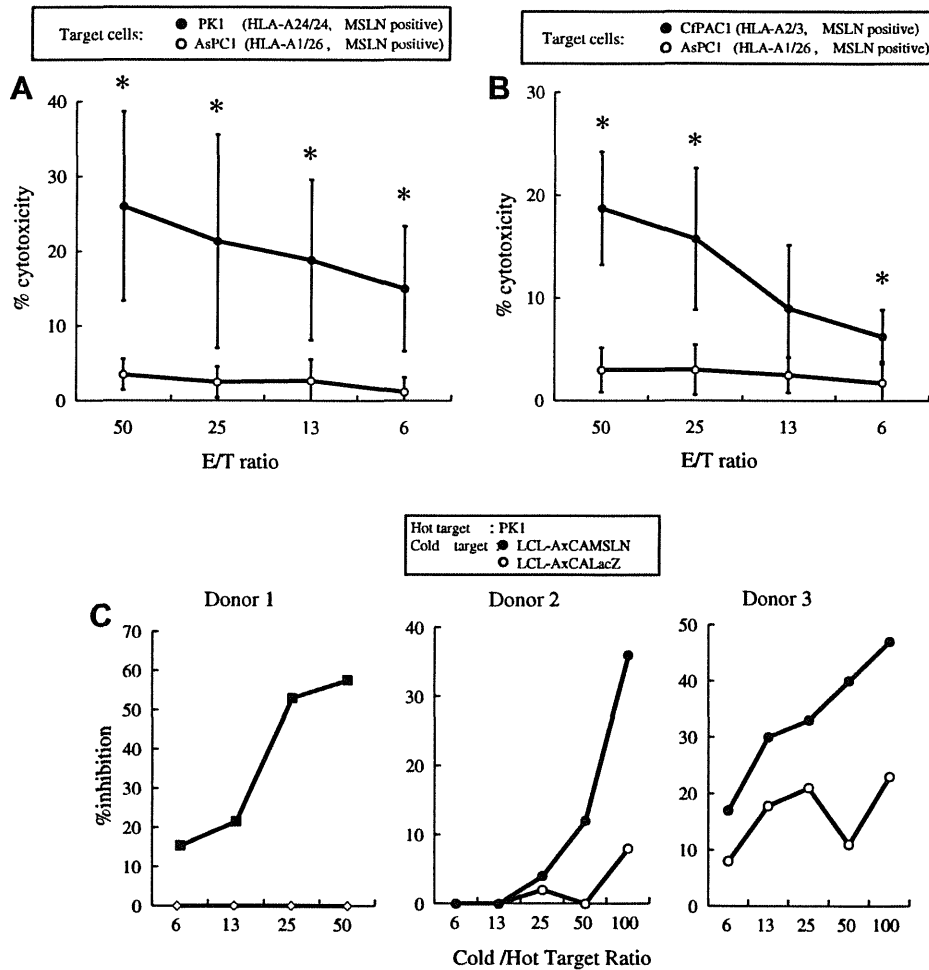 Target cells: ● PK1 (HLA-A24/24, MSLN positive)
○ AsPC1 (HLA-A1/26, MSLN positive)
Target cells: ● CfPAC1 (HLA-A2/3, MSLN positive)
○ AsPC1 (HLA-A1/26, MSLN positive)
A
% cytotoxicity
40
30
20
10
0
* * * *
50 25 13 6
E/T ratio
B
% cytotoxicity
30
20
10
0
* * *
50 25 13 6
E/T ratio
Hot target : PK1
Cold target : ● LCL-AxCAMSLN
○ LCL-AxCALacZ
C
Donor 1
%inhibition
70
60
50
40
30
20
10
0
6 13 25 50
Donor 2
40
30
20
10
0
6 13 25 50 100
Donor 3
50
40
30
20
10
0
6 13 25 50 100
Cold /Hot Target Ratio